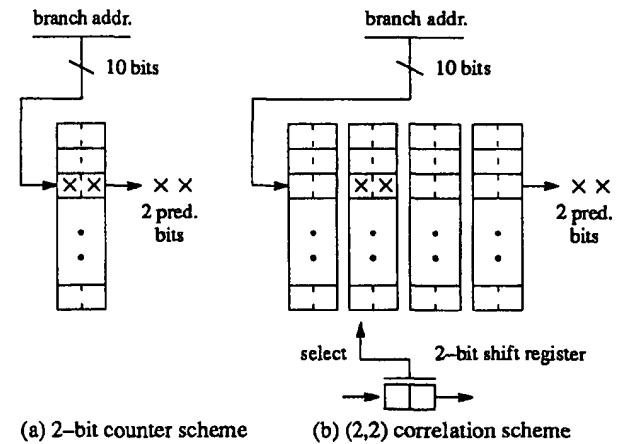 branch addr.
10 bits
× ×
× ×
2 pred.
bits
(a) 2–bit counter scheme
branch addr.
10 bits
× ×
× ×
2 pred.
bits
select
2–bit shift register
(b) (2,2) correlation scheme